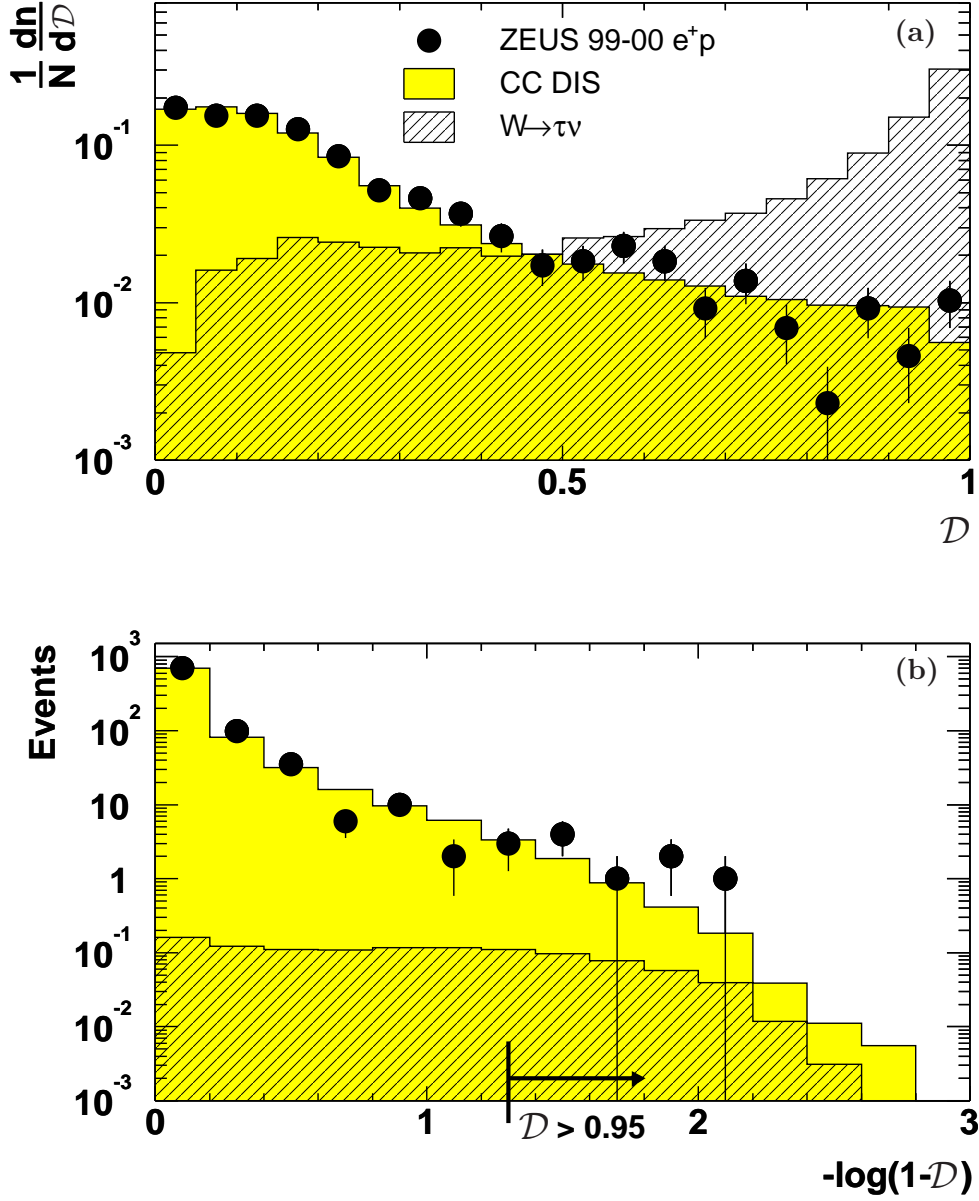 1 dn
N d𝒟
(a)
ZEUS 99-00 e⁺p
CC DIS
W→τν
10⁻¹
10⁻²
10⁻³
0 0.5 1
𝒟
Events
(b)
10³
10²
10
1
10⁻¹
10⁻²
10⁻³
0 1 2 3
𝒟 > 0.95
-log(1-𝒟)